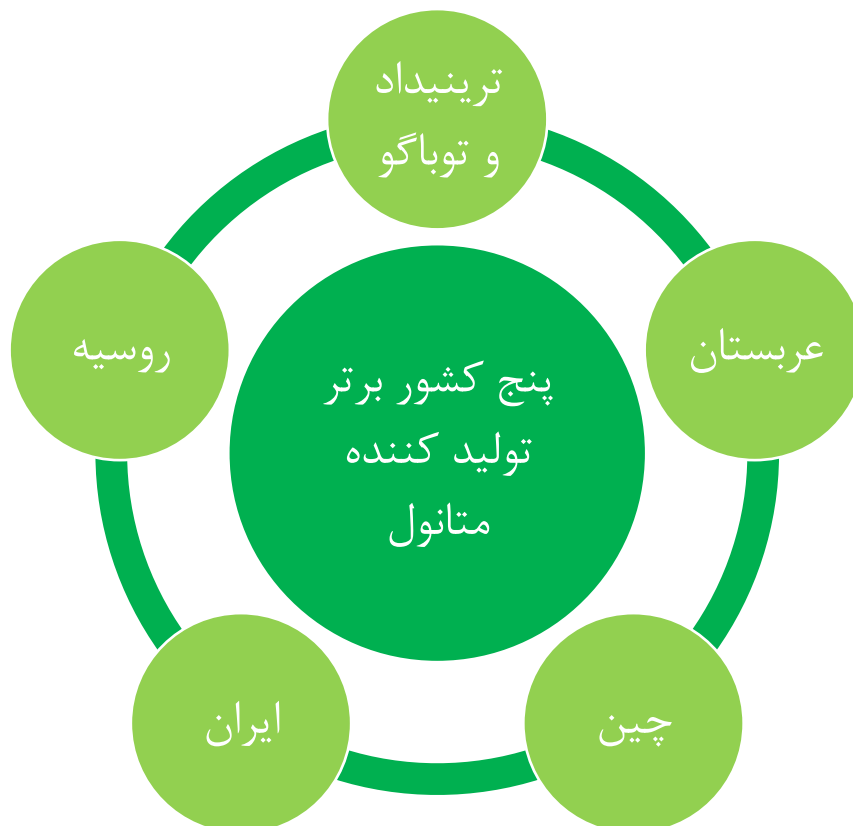 ترینیداد
و توباگو
عربستان
روسیه
پنج کشور برتر
تولید کننده
متانول
چین
ایران